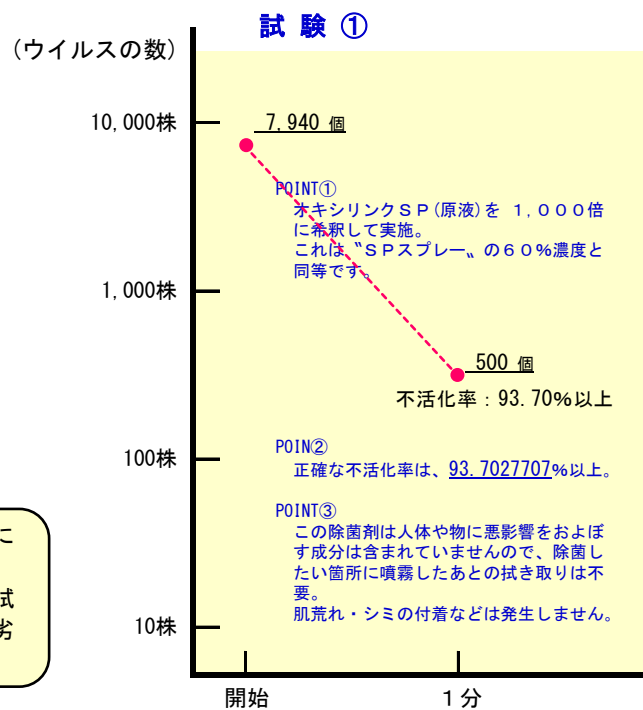 試 験 ①
(ウイルスの数)
10,000株
7,940 個
POINT①
オキシリンクSP(原液)を 1,000倍
に希釈して実施。
これは〝SPスプレー〟の60%濃度と
同等です。
1,000株
500 個
不活化率：93.70%以上
100株
POIN②
正確な不活化率は、93.7027707%以上。
POINT③
この除菌剤は人体や物に悪影響をおよぼ
す成分は含まれていませんので、除菌し
たい箇所に噴霧したあとの拭き取りは不
要。
肌荒れ・シミの付着などは発生しません。
に
試
劣
10株
開始
1分